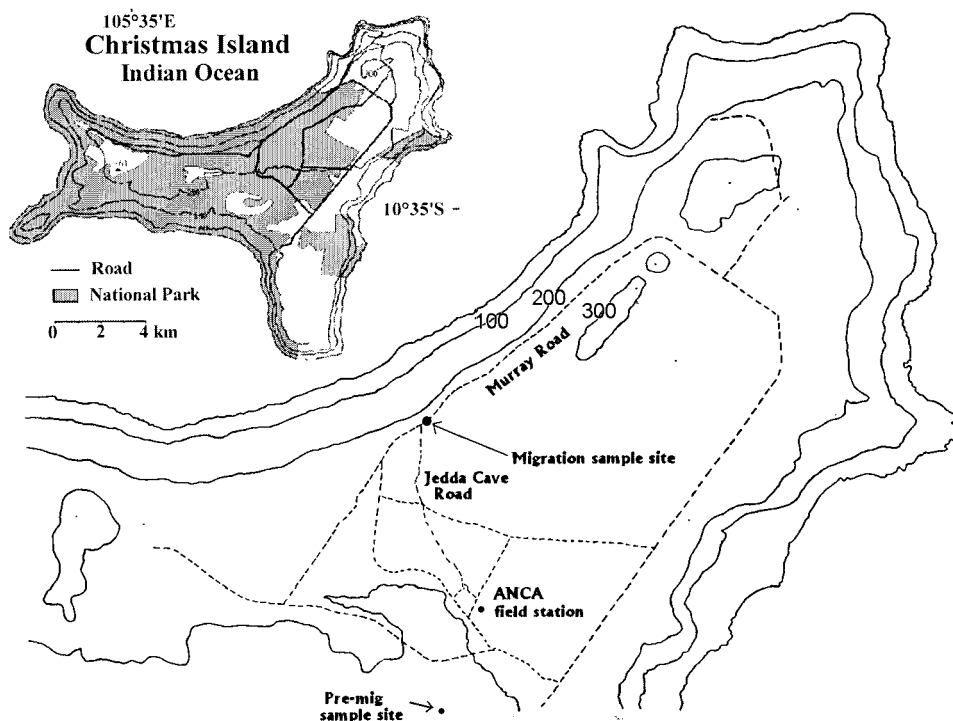 105°35'E
Christmas Island
Indian Ocean
10°35'S
Road
National Park
0 2 4 km
200
100
300
Murray Road
Migration sample site
Jedda Cave
Road
ANCA
field station
Pre-mig
sample site